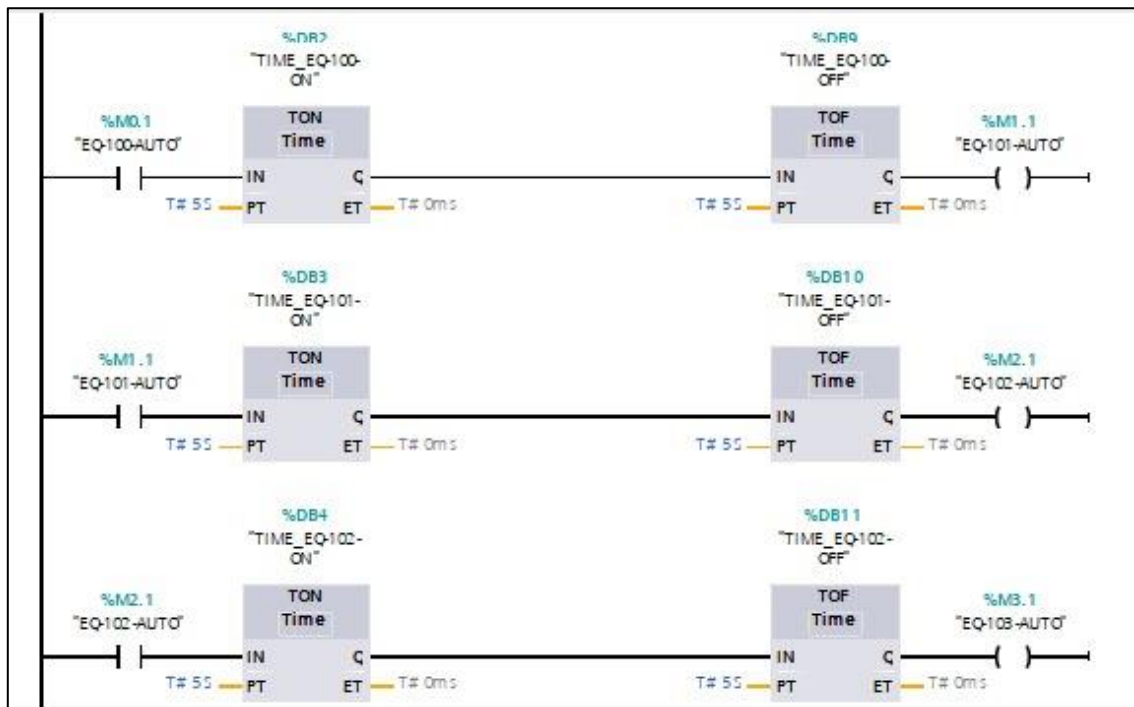 %DB2
"TIME_EQ-100-
ON"
%DB9
"TIME_EQ-100-
OFF"
%M0.1
"EQ-100-AUTO"
TON
Time
TOF
Time
%M1.1
"EQ-101-AUTO"
IN Q
IN Q
T# 5S PT ET T# 0ms
T# 5S PT ET T# 0ms
%DB3
"TIME_EQ-101-
ON"
%DB10
"TIME_EQ-101-
OFF"
%M1.1
"EQ-101-AUTO"
TON
Time
TOF
Time
%M2.1
"EQ-102-AUTO"
IN Q
IN Q
T# 5S PT ET T# 0ms
T# 5S PT ET T# 0ms
%DB4
"TIME_EQ-102-
ON"
%DB11
"TIME_EQ-102-
OFF"
%M2.1
"EQ-102-AUTO"
TON
Time
TOF
Time
%M3.1
"EQ-103-AUTO"
IN Q
IN Q
T# 5S PT ET T# 0ms
T# 5S PT ET T# 0ms